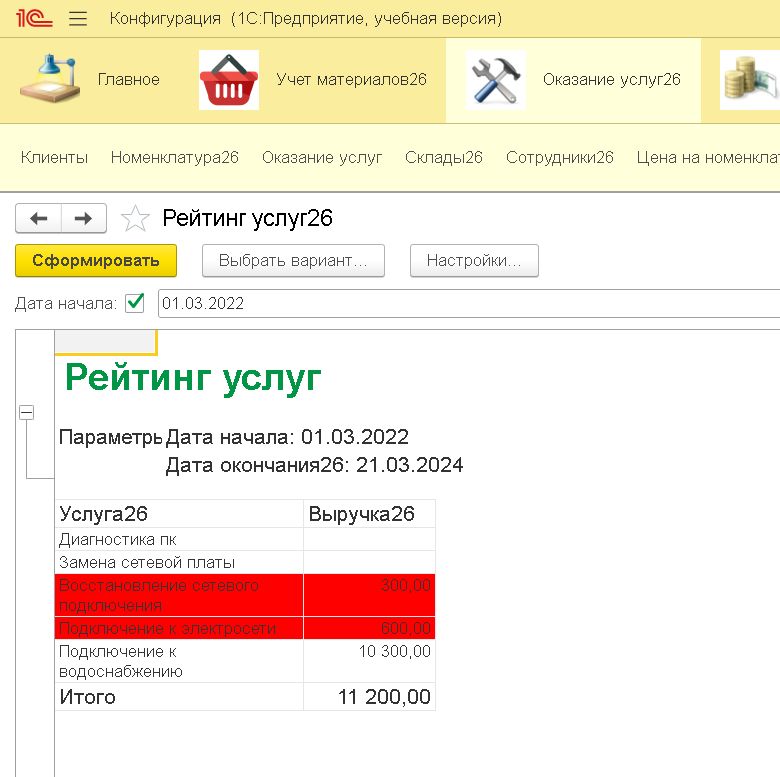 1С Конфигурация (1С:Предприятие, учебная версия)
Главное Учет материалов26 Оказание услуг26
Клиенты Номенклатура26 Оказание услуг Склады26 Сотрудники26 Цена на номенкла
Рейтинг услуг26
Сформировать Выбрать вариант... Настройки...
Дата начала: 01.03.2022
Рейтинг услуг
Параметры Дата начала: 01.03.2022
Дата окончания26: 21.03.2024
Услуга26 Выручка26
Диагностика пк
Замена сетевой платы
Восстановление сетевого 300,00
подключения
Подключение к электросети 600,00
Подключение к 10 300,00
водоснабжению
Итого 11 200,00